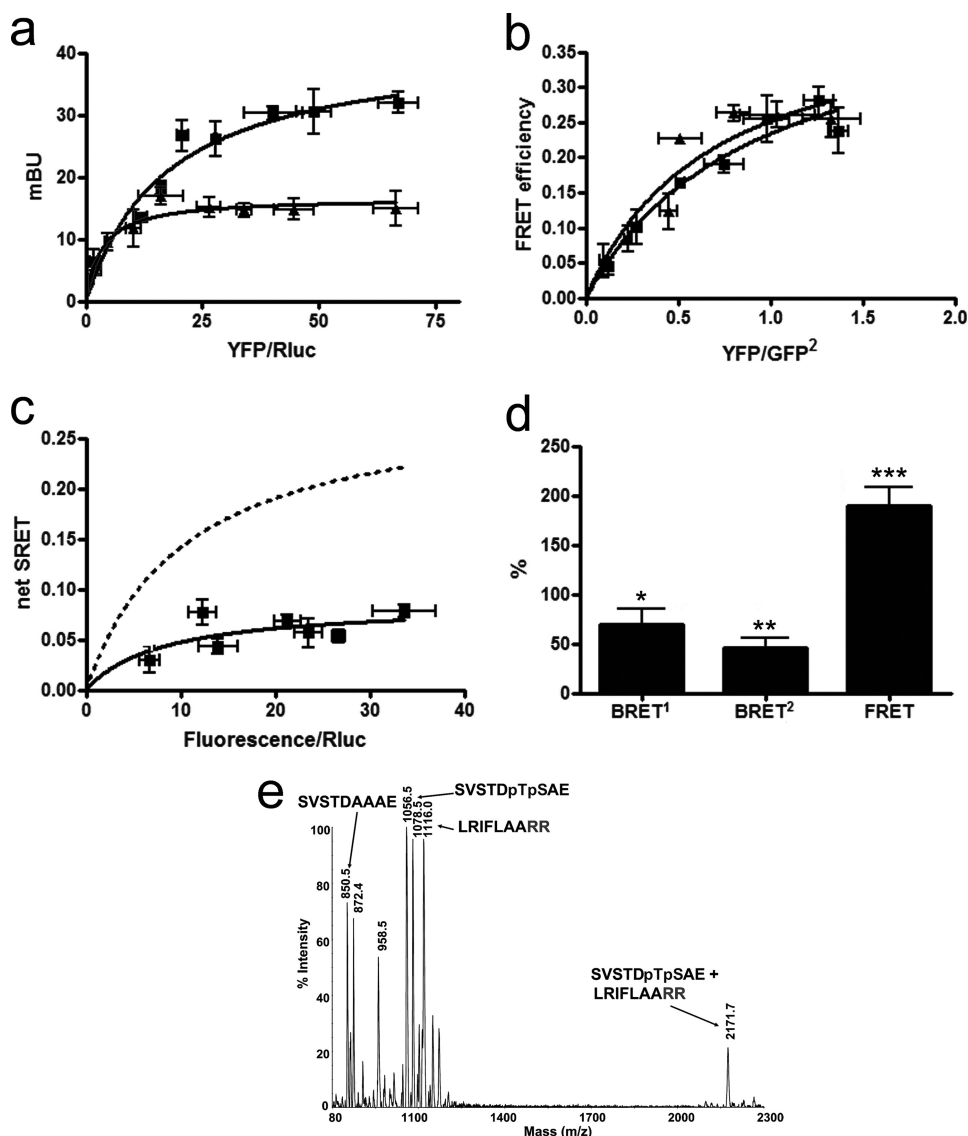 a
40
30
20
10
0
mBU
0
25
50
75
YFP/Rluc
b
0.35
0.30
0.25
0.20
0.15
0.10
0.05
0.00
FRET efficiency
0.0
0.5
1.0
1.5
2.0
YFP/GFP²
c
0.25
0.20
0.15
0.10
0.05
0.00
net SRET
0
10
20
30
40
Fluorescence/Rluc
d
250
200
150
100
50
0
%
*
**
***
BRET¹
BRET²
FRET
e
SVSTDAAAE
SVSTDpTpSAE
LRIFLAARR
SVSTDpTpSAE +
LRIFLAARR
850.5
872.4
958.5
1056.5
1078.5
1116.0
2171.7
100
80
60
40
20
0
% Intensity
80
1100
1400
1700
2000
2300
Mass (m/z)